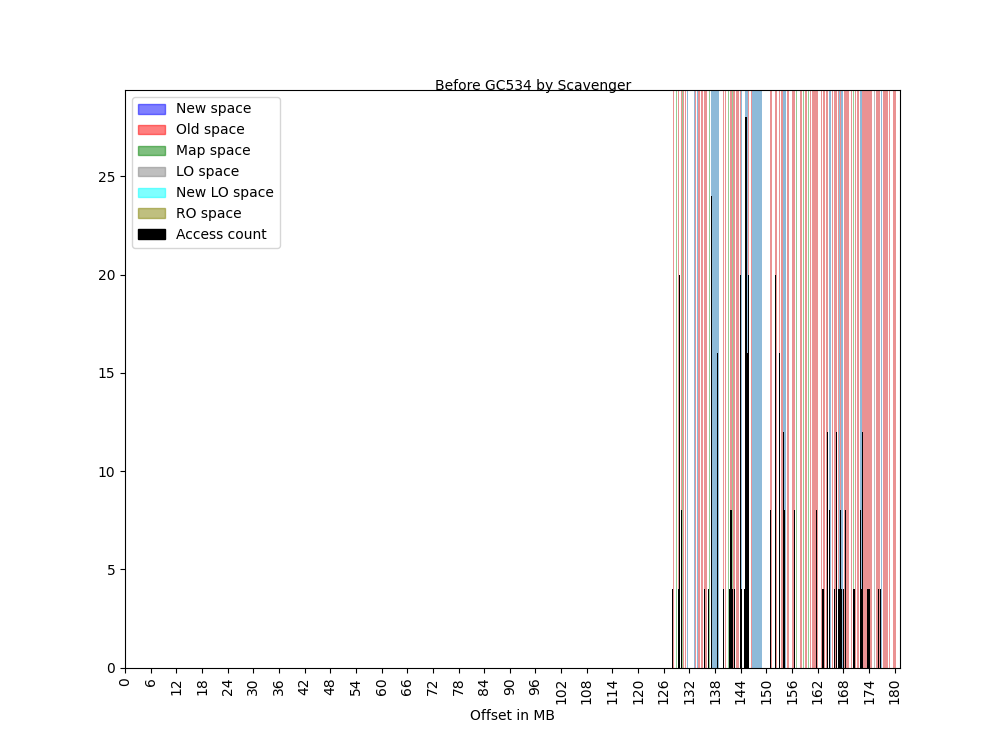 Before GC534 by Scavenger
New space
Old space
Map space
LO space
New LO space
RO space
Access count
25
20
15
10
5
0
0 6 12 18 24 30 36 42 48 54 60 66 72 78 84 90 96 102 108 114 120 126 132 138 144 150 156 162 168 174 180
Offset in MB